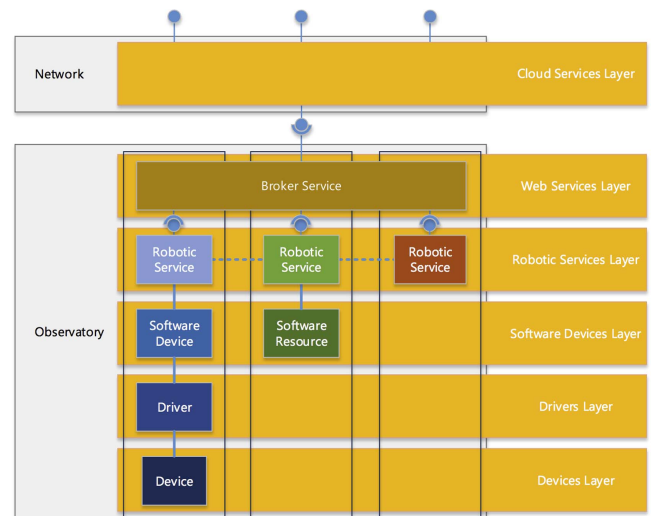 Network
Cloud Services Layer
Broker Service
Web Services Layer
Robotic
Service
Robotic
Service
Robotic
Service
Robotic Services Layer
Observatory
Software
Device
Software
Resource
Software Devices Layer
Driver
Drivers Layer
Device
Devices Layer